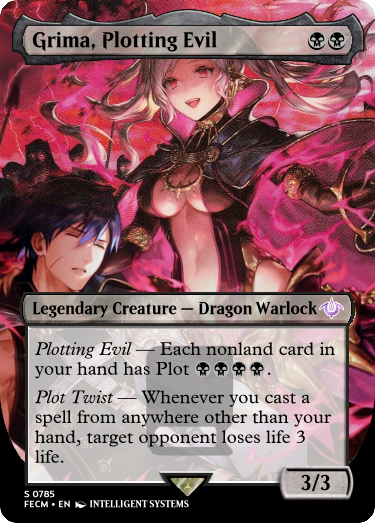 Grima, Plotting Evil
Legendary Creature — Dragon Warlock
Plotting Evil — Each nonland card in
your hand has Plot.
Plot Twist — Whenever you cast a
spell from anywhere other than your
hand, target opponent loses life 3
life.
3/3
S 0785
FECM • EN INTELLIGENT SYSTEMS